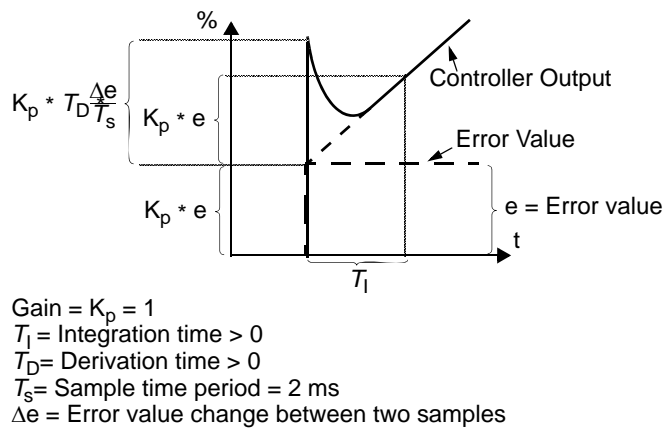 %
Kp * TD Δe
Ts
Kp * e
Controller Output
Error Value
Kp * e
e = Error value
t
TI
Gain = Kp = 1
TI = Integration time > 0
TD= Derivation time > 0
Ts= Sample time period = 2 ms
Δe = Error value change between two samples